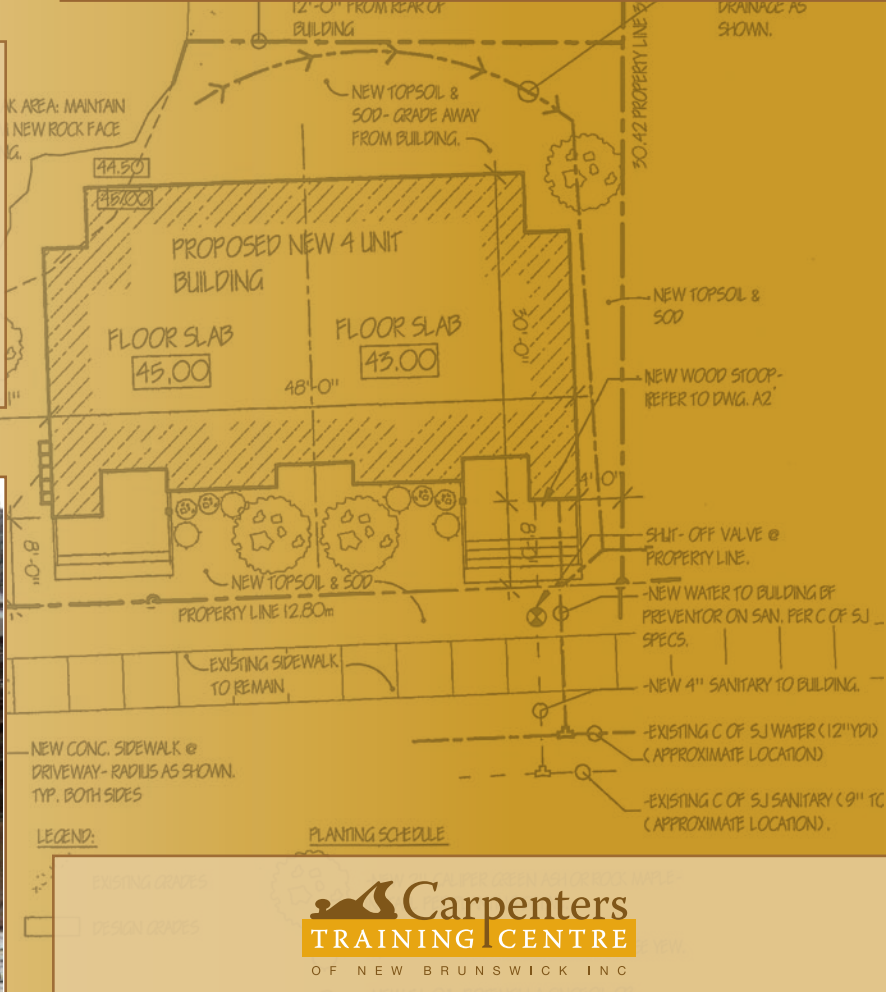 12'-0" FROM REAR OF
BUILDING
DRAINAGE AS
SHOWN.
30.42 PROPERTY LINE
NEW TOPSOIL &
SOD- GRADE AWAY
FROM BUILDING.
AREA: MAINTAIN
NEW ROCK FACE
44.50
45.00
PROPOSED NEW 4 UNIT
BUILDING
FLOOR SLAB
45.00
FLOOR SLAB
43.00
30'-0"
48'-0"
NEW TOPSOIL &
SOD
NEW WOOD STOOP-
REFER TO DWG. A2
4'-0"
8'-0"
8'-0"
SHUT- OFF VALVE @
PROPERTY LINE.
NEW TOPSOIL & SOD
PROPERTY LINE 12.80m
-NEW WATER TO BUILDING BF
PREVENTOR ON SAN. PER C OF SJ
SPECS.
EXISTING SIDEWALK
TO REMAIN
-NEW 4" SANITARY TO BUILDING.
-EXISTING C OF SJ WATER (12"YDI)
(APPROXIMATE LOCATION)
NEW CONC. SIDEWALK @
DRIVEWAY- RADIUS AS SHOWN.
TYP. BOTH SIDES
-EXISTING C OF SJ SANITARY (9" TC
(APPROXIMATE LOCATION).
LEGEND:
PLANTING SCHEDULE
EXISTING GRADES
DESIGN GRADES
Carpenters
TRAINING CENTRE
OF NEW BRUNSWICK INC